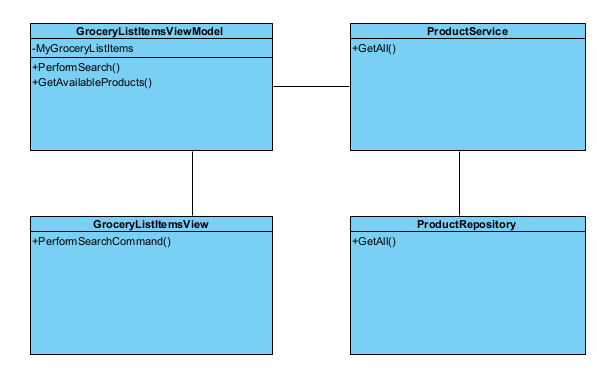 GroceryListItemsViewModel
-MyGroceryListItems
+PerformSearch()
+GetAvailableProducts()
ProductService
+GetAll()
GroceryListItemsView
+PerformSearchCommand()
ProductRepository
+GetAll()